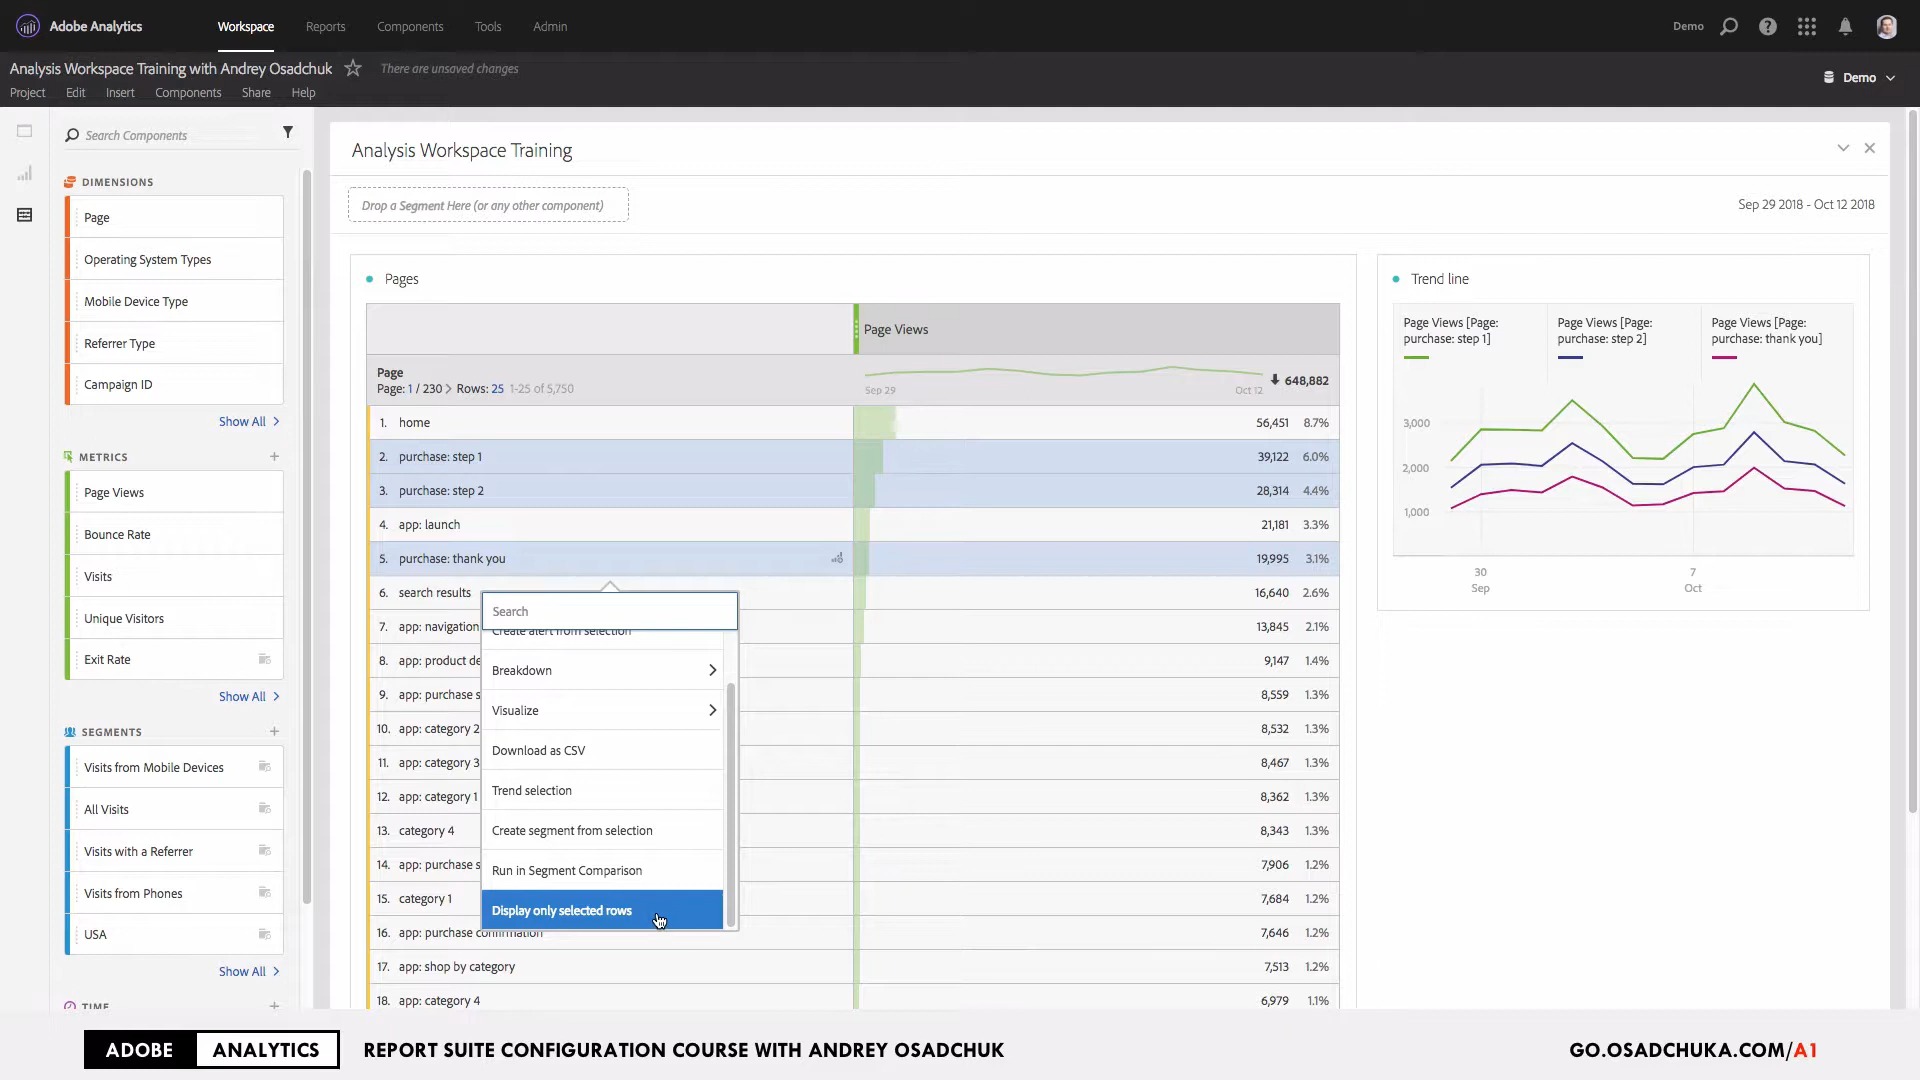 Adobe Analytics
Workspace
Reports
Components
Tools
Admin
Demo
Analysis Workspace Training with Andrey Osadchuk
There are unsaved changes
Demo
Project
Edit
Insert
Components
Share
Help
Search Components
DIMENSIONS
Page
Operating System Types
Mobile Device Type
Referrer Type
Campaign ID
Show All
METRICS
Page Views
Bounce Rate
Visits
Unique Visitors
Exit Rate
Show All
SEGMENTS
Visits from Mobile Devices
All Visits
Visits with a Referrer
Visits from Phones
USA
Show All
TIME
Analysis Workspace Training
Drop a Segment Here (or any other component)
Sep 29 2018 - Oct 12 2018
Pages
Page Views
Page
Page: 1 / 230 > Rows: 25 1-25 of 5,750
Sep 29
Oct 12
648,882
1. home 56,451 8.7%
2. purchase: step 1 39,122 6.0%
3. purchase: step 2 28,314 4.4%
4. app: launch 21,181 3.3%
5. purchase: thank you 19,995 3.1%
6. search results 16,640 2.6%
7. app: navigation 13,845 2.1%
8. app: product de 9,147 1.4%
9. app: purchase s 8,559 1.3%
10. app: category 2 8,532 1.3%
11. app: category 3 8,467 1.3%
12. app: category 1 8,362 1.3%
13. category 4 8,343 1.3%
14. app: purchase s 7,906 1.2%
15. category 1 7,684 1.2%
16. app: purchase confirmation 7,646 1.2%
17. app: shop by category 7,513 1.2%
18. app: category 4 6,979 1.1%
Search
Create alert from selection
Breakdown
Visualize
Download as CSV
Trend selection
Create segment from selection
Run in Segment Comparison
Display only selected rows
Trend line
Page Views [Page:
purchase: step 1]
Page Views [Page:
purchase: step 2]
Page Views [Page:
purchase: thank you]
3,000
2,000
1,000
30
Sep
7
Oct
ADOBE ANALYTICS
REPORT SUITE CONFIGURATION COURSE WITH ANDREY OSADCHUK
GO.OSADCHUKA.COM/A1